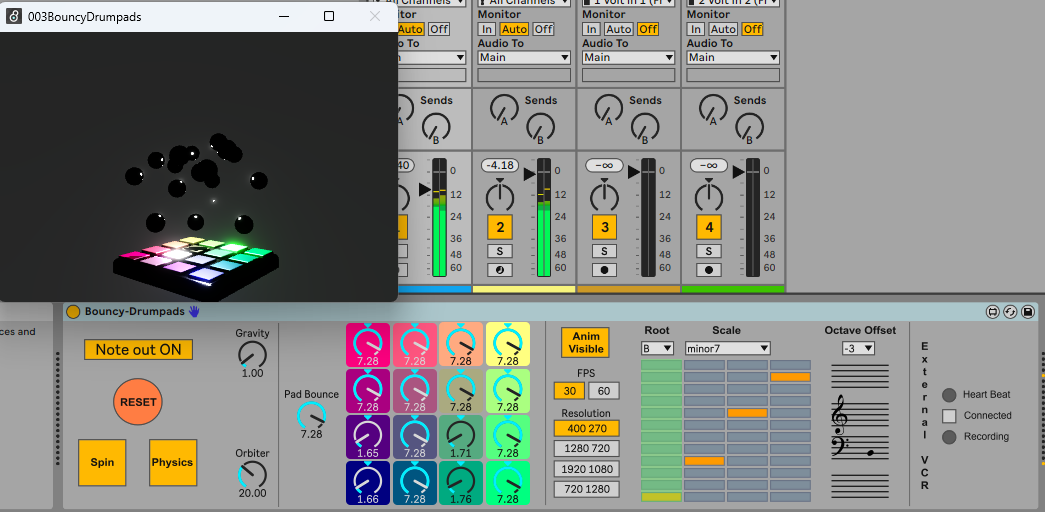 003BouncyDrumpads
All Channels
All Channels
1 Volt In 1 (Fr
2 Volt In 2 (Fr
nitor
Monitor
Monitor
Monitor
Auto Off
In Auto Off
In Auto Off
In Auto Off
dio To
Audio To
Audio To
Audio To
Main
Main
Main
Sends
Sends
Sends
Sends
A
A
A
A
B
B
B
B
40
-4.18
-∞
-∞
0
0
0
0
12
12
12
12
24
24
24
24
36
36
36
36
48
48
48
48
60
60
60
60
1
2
3
4
S
S
S
ces and
Bouncy-Drumpads
Note out ON
RESET
Spin
Physics
Gravity
1.00
Orbiter
20.00
Pad Bounce
7.28
7.28 7.28 7.28 7.28
7.28 7.28 7.28 7.28
1.65 7.28 1.71 7.28
1.66 7.28 1.76 7.28
Anim
Visible
FPS
30 60
Resolution
400 270
1280 720
1920 1080
720 1280
Root
Scale
Octave Offset
B
minor7
-3
External VCR
Heart Beat
Connected
Recording